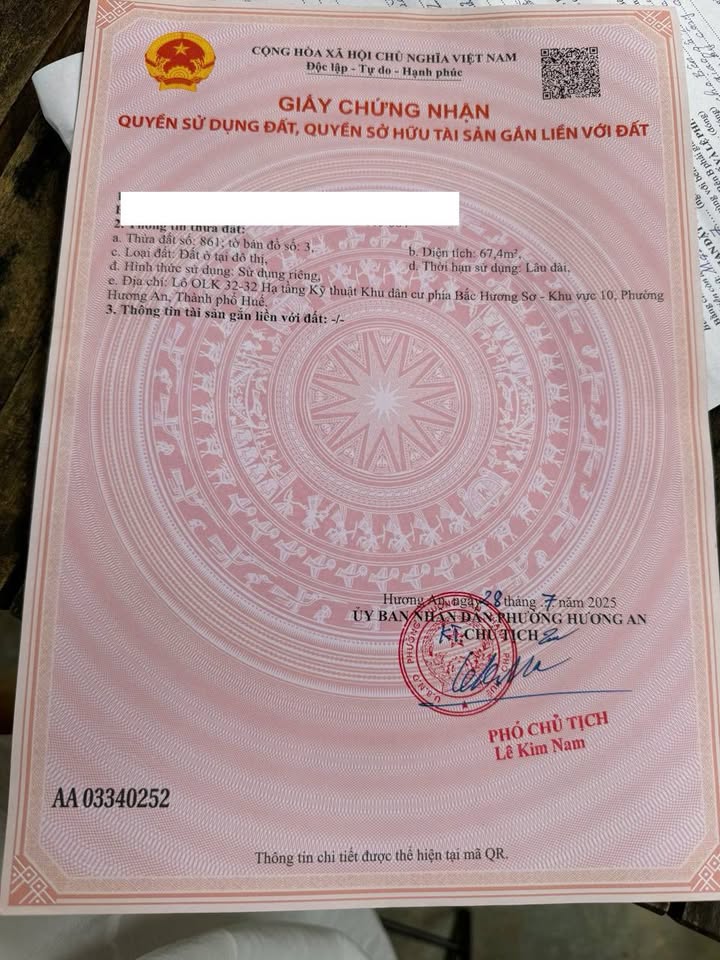 CỘNG HÒA XÃ HỘI CHỦ NGHĨA VIỆT NAM
Độc lập - Tự do - Hạnh phúc
GIẤY CHỨNG NHẬN
QUYỀN SỬ DỤNG ĐẤT, QUYỀN SỞ HỮU TÀI SẢN GẮN LIỀN VỚI ĐẤT
2. Thông tin thửa đất:
a. Thửa đất số: 861; tờ bản đồ số: 3,
b. Diện tích: 67,4m²,
c. Loại đất: Đất ở tại đô thị,
d. Thời hạn sử dụng: Lâu dài,
đ. Hình thức sử dụng: Sử dụng riêng,
e. Địa chỉ: Lô OLK 32-32 Hạ tầng Kỹ thuật Khu dân cư phía Bắc Hương Sơ - Khu vực 10, Phường
Hương An, Thành phố Huế.
3. Thông tin tài sản gắn liền với đất: -/-
Hương An, ngày 28 tháng 7 năm 2025
ỦY BAN NHÂN DÂN PHƯỜNG HƯƠNG AN
KT. CHỦ TỊCH
PHÓ CHỦ TỊCH
Lê Kim Nam
AA 03340252
Thông tin chi tiết được thể hiện tại mã QR.